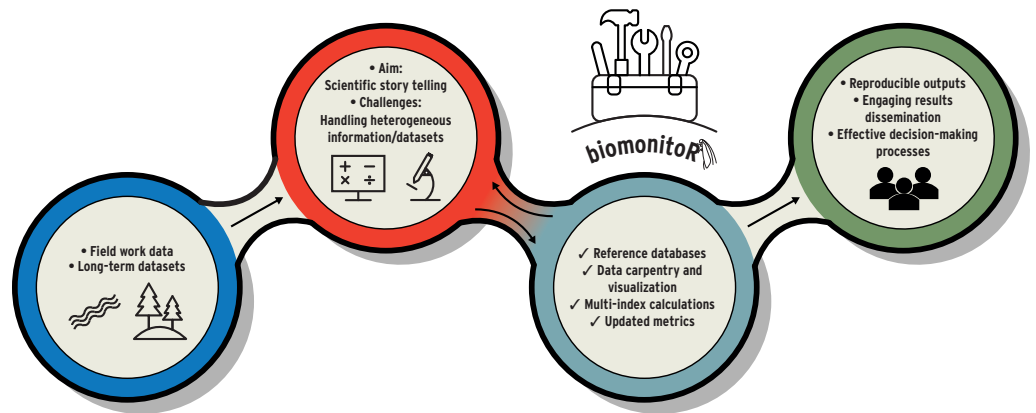 • Field work data
• Long-term datasets
• Aim:
Scientific story telling
• Challenges:
Handling heterogeneous
information/datasets
biomonitoR
✓ Reference databases
✓ Data carpentry and
visualization
✓ Multi-index calculations
✓ Updated metrics
• Reproducible outputs
• Engaging results
dissemination
• Effective decision-making
processes